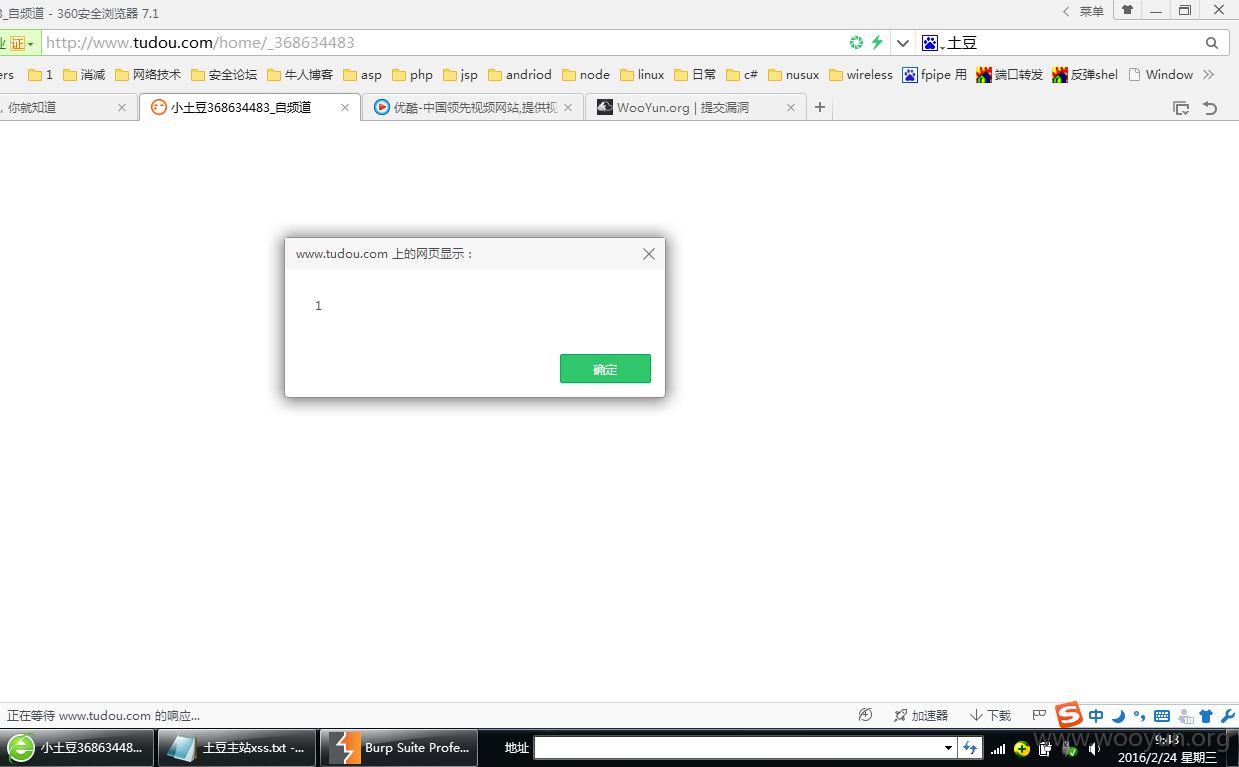 _自频道 - 360安全浏览器 7.1
菜单
证
http://www.tudou.com/home/_368634483
土豆
ers 1 消减 网络技术 安全论坛 牛人博客 asp php jsp andriod node linux 日常 c# nusux wireless fpipe 用 端口转发 反弹shel Window
, 你就知道
小土豆368634483_自频道
优酷-中国领先视频网站,提供视
WooYun.org | 提交漏洞
www.tudou.com 上的网页显示：
1
确定
正在等待 www.tudou.com 的响应...
加速器
下载
S 中
小土豆36863448...
土豆主站xss.txt -...
Burp Suite Profe...
地址
9:43
2016/2/24 星期三
www.wooyun.org